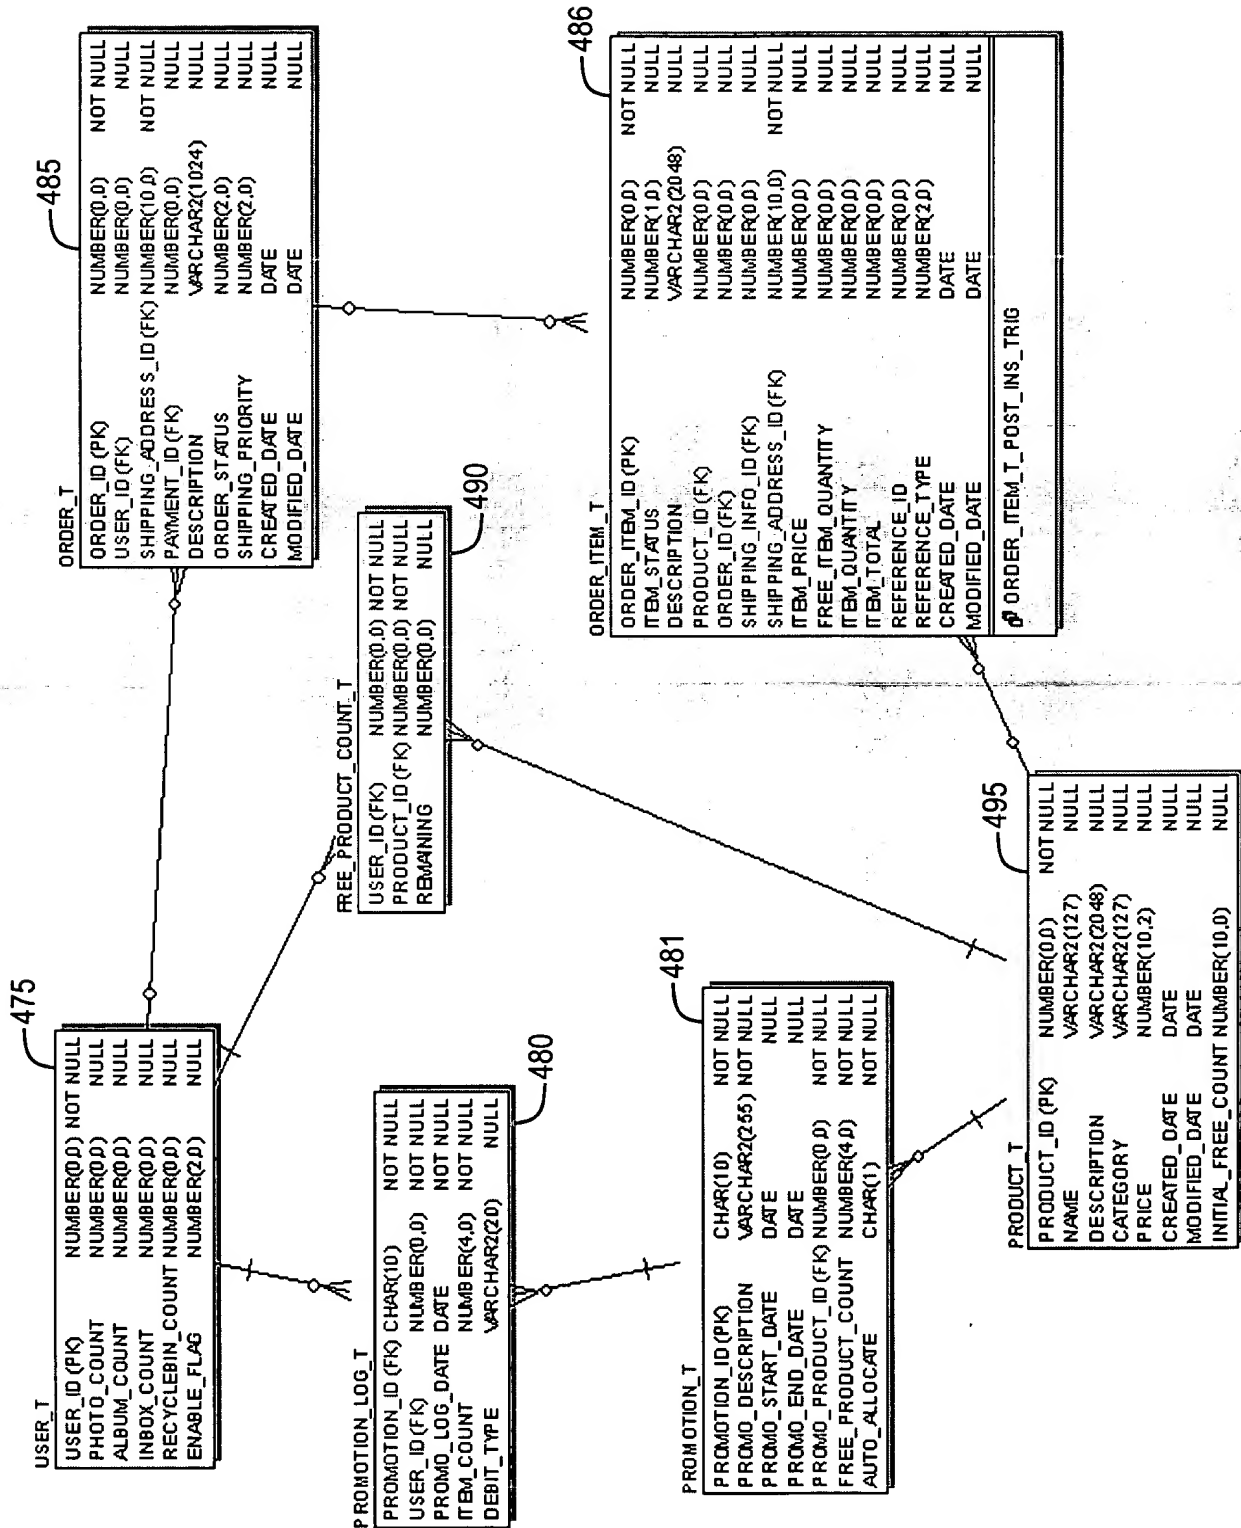 USER_T
475
USER_ID (PK) NUMBER(0,0) NOT NULL
PHOTO_COUNT NUMBER(0,0) NULL
ALBUM_COUNT NUMBER(0,0) NULL
INBOX_COUNT NUMBER(0,0) NULL
RECYCLEBIN_COUNT NUMBER(0,0) NULL
ENABLE_FLAG NUMBER(2,0) NULL
PROMOTION_LOG_T
480
PROMOTION_ID (FK) CHAR(10) NOT NULL
USER_ID (FK) NUMBER(0,0) NOT NULL
PROMO_LOG_DATE DATE NOT NULL
ITEM_COUNT NUMBER(4,0) NOT NULL
DEBIT_TYPE VARCHAR2(20) NULL
PROMOTION_T
481
PROMOTION_ID (PK) CHAR(10) NOT NULL
PROMO_DESCRIPTION VARCHAR2(255) NOT NULL
PROMO_START_DATE DATE NULL
PROMO_END_DATE DATE NULL
PROMO_PRODUCT_ID (FK) NUMBER(0,0) NOT NULL
FREE_PRODUCT_COUNT NUMBER(4,0) NOT NULL
AUTO_ALLOCATE CHAR(1) NOT NULL
PRODUCT_T
495
PRODUCT_ID (PK) NUMBER(0,0) NOT NULL
NAME VARCHAR2(127) NULL
DESCRIPTION VARCHAR2(2048) NULL
CATEGORY VARCHAR2(127) NULL
PRICE NUMBER(10,2) NULL
CREATED_DATE DATE NULL
MODIFIED_DATE DATE NULL
INITIAL_FREE_COUNT NUMBER(10,0) NULL
FREE_PRODUCT_COUNT_T
490
USER_ID (FK) NUMBER(0,0) NOT NULL
PRODUCT_ID (FK) NUMBER(0,0) NOT NULL
REMAINING NUMBER(0,0) NULL
ORDER_T
485
ORDER_ID (PK) NUMBER(0,0) NOT NULL
USER_ID (FK) NUMBER(0,0) NULL
SHIPPING_ADDRESS_ID (FK) NUMBER(10,0) NOT NULL
PAYMENT_ID (FK) NUMBER(0,0) NULL
DESCRIPTION VARCHAR2(1024) NULL
ORDER_STATUS NUMBER(2,0) NULL
SHIPPING_PRIORITY NUMBER(2,0) NULL
CREATED_DATE DATE NULL
MODIFIED_DATE DATE NULL
ORDER_ITEM_T
486
ORDER_ITEM_ID (PK) NUMBER(0,0) NOT NULL
ITEM_STATUS NUMBER(1,0) NULL
DESCRIPTION VARCHAR2(2048) NULL
PRODUCT_ID (FK) NUMBER(0,0) NULL
ORDER_ID (FK) NUMBER(0,0) NULL
SHIPPING_INFO_ID (FK) NUMBER(0,0) NULL
SHIPPING_ADDRESS_ID (FK) NUMBER(10,0) NOT NULL
ITEM_PRICE NUMBER(0,0) NULL
FREE_ITEM_QUANTITY NUMBER(0,0) NULL
ITEM_QUANTITY NUMBER(0,0) NULL
ITEM_TOTAL NUMBER(0,0) NULL
REFERENCE_ID NUMBER(0,0) NULL
REFERENCE_TYPE NUMBER(2,0) NULL
CREATED_DATE DATE NULL
MODIFIED_DATE DATE NULL
ORDER_ITEM_T_POST_INS_TRIG